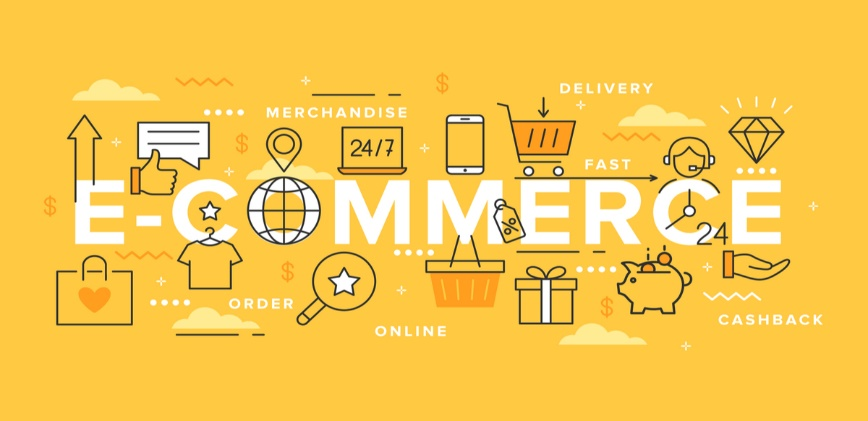 DELIVERY
MERCHANDISE
24/7
FAST
E-COMMERCE
24
ORDER
CASHBACK
ONLINE